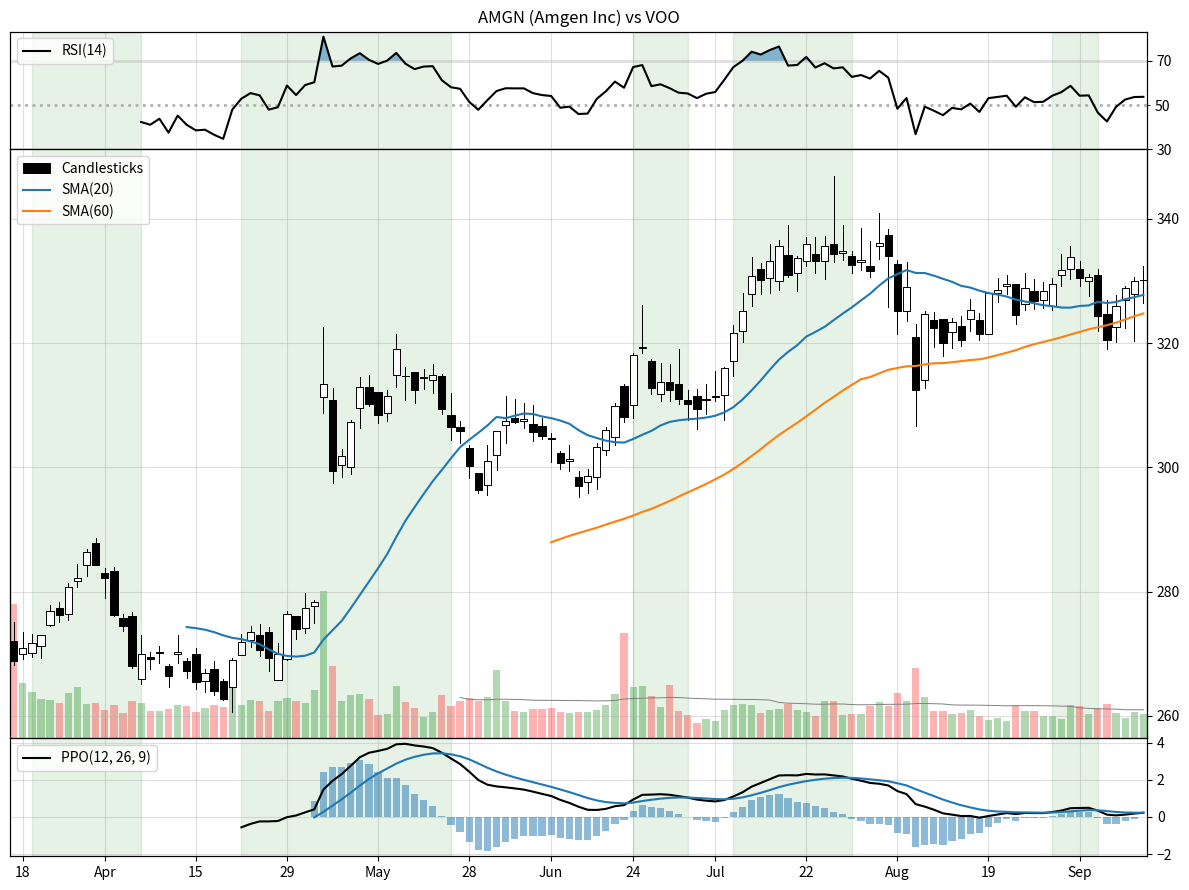 AMGN (Amgen Inc) vs VOO
RSI(14)
70
50
30
Candlesticks
SMA(20)
SMA(60)
340
320
300
280
260
PPO(12, 26, 9)
4
2
0
−2
18 Apr 15 29 May 28 Jun 24 Jul 22 Aug 19 Sep